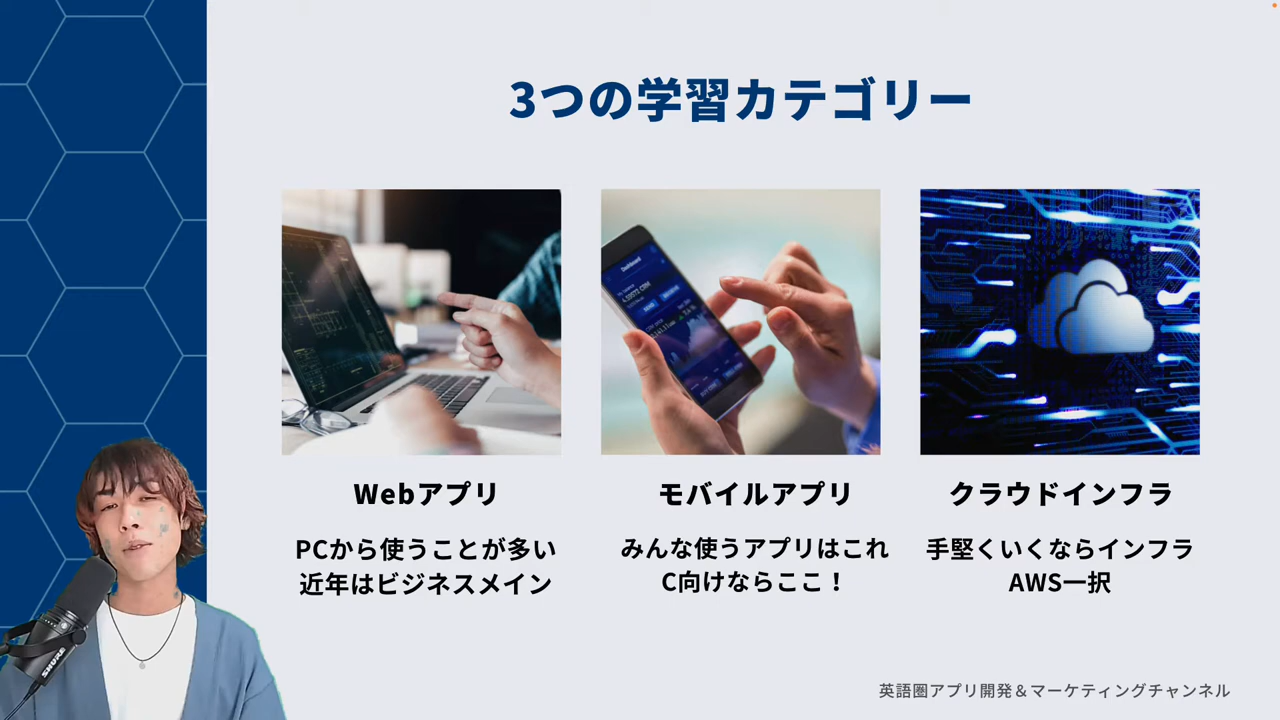 3つの学習カテゴリー
Webアプリ
PCから使うことが多い
近年はビジネスメイン
モバイルアプリ
みんな使うアプリはこれ
C向けならここ！
クラウドインフラ
手堅くいくならインフラ
AWS一択
Dashboard
SHURE
英語圏アプリ開発＆マーケティングチャンネル